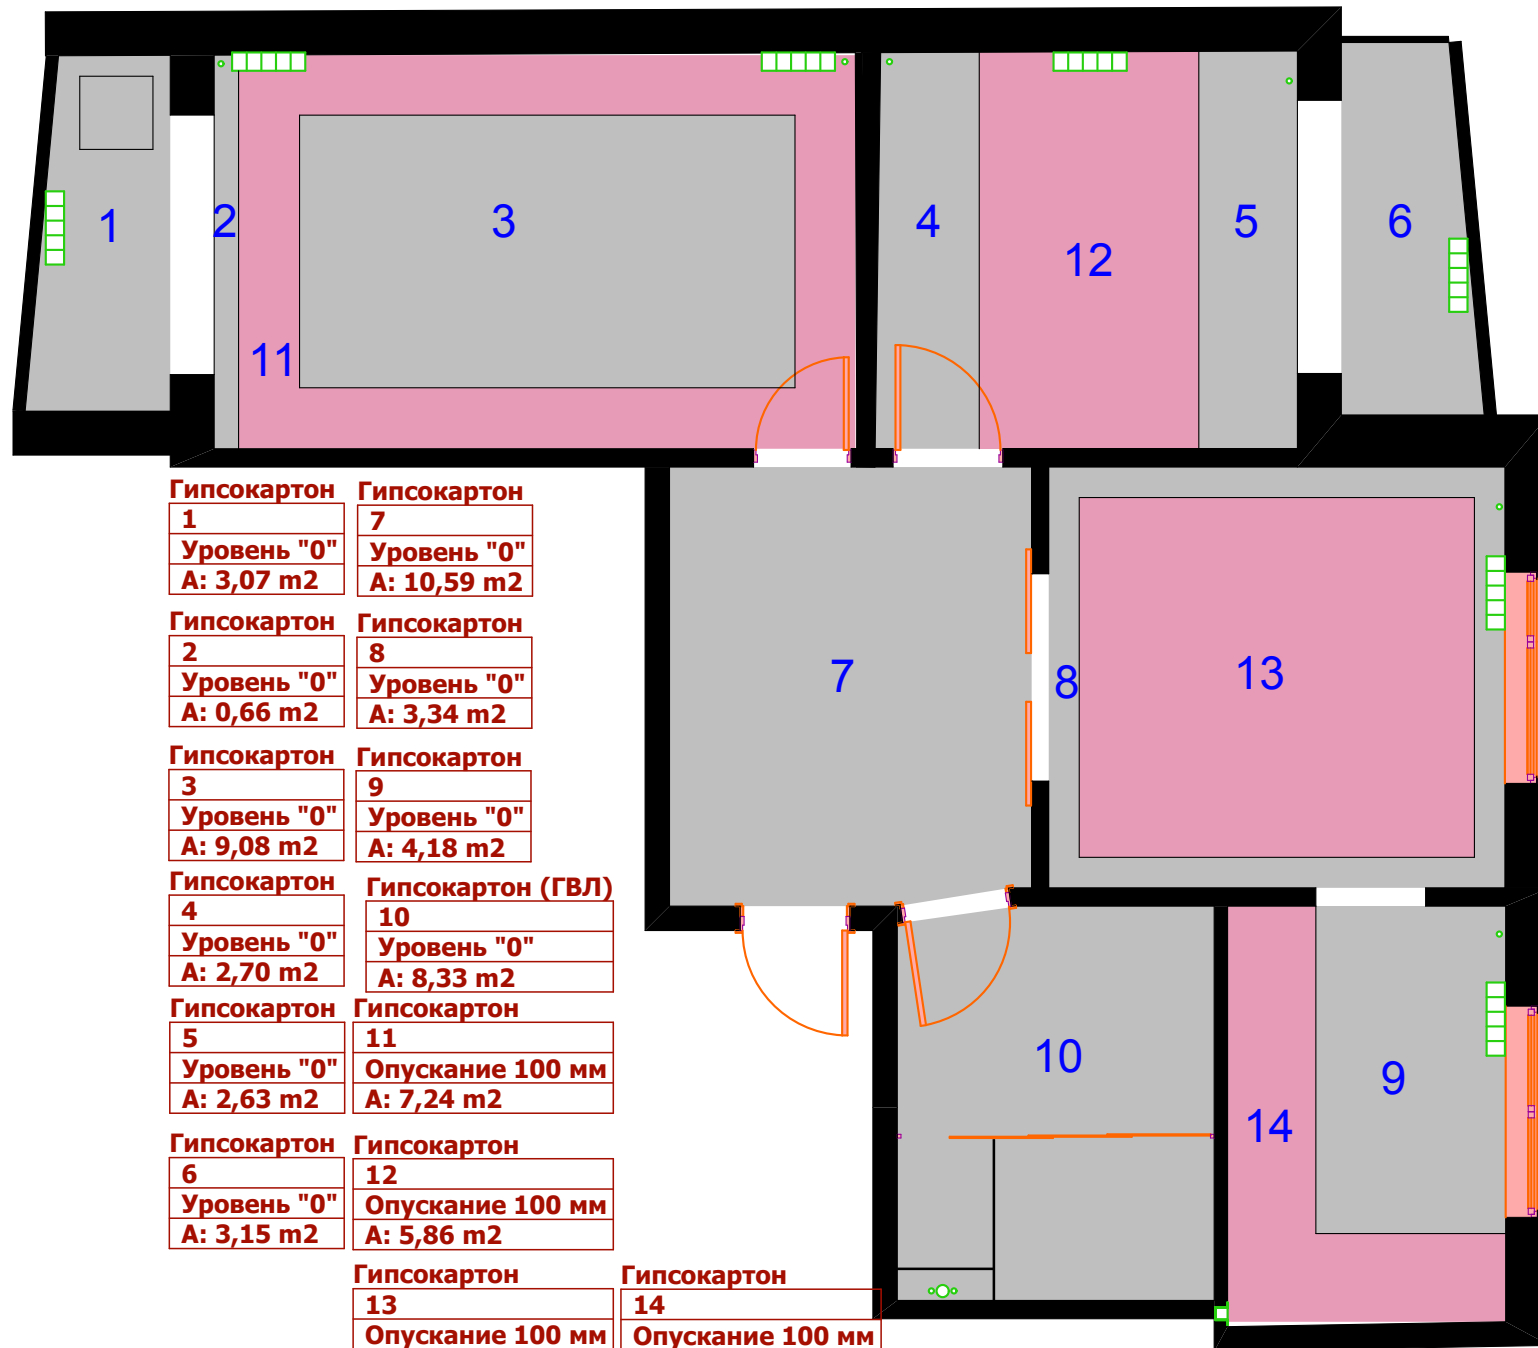 1
2
3
4
5
6
12
11
7
8
13
10
9
14
Гипсокартон
1
Уровень "0"
A: 3,07 m2
Гипсокартон
7
Уровень "0"
A: 10,59 m2
Гипсокартон
2
Уровень "0"
A: 0,66 m2
Гипсокартон
8
Уровень "0"
A: 3,34 m2
Гипсокартон
3
Уровень "0"
A: 9,08 m2
Гипсокартон
9
Уровень "0"
A: 4,18 m2
Гипсокартон
4
Уровень "0"
A: 2,70 m2
Гипсокартон (ГВЛ)
10
Уровень "0"
A: 8,33 m2
Гипсокартон
5
Уровень "0"
A: 2,63 m2
Гипсокартон
11
Опускание 100 мм
A: 7,24 m2
Гипсокартон
6
Уровень "0"
A: 3,15 m2
Гипсокартон
12
Опускание 100 мм
A: 5,86 m2
Гипсокартон
13
Опускание 100 мм
Гипсокартон
14
Опускание 100 мм